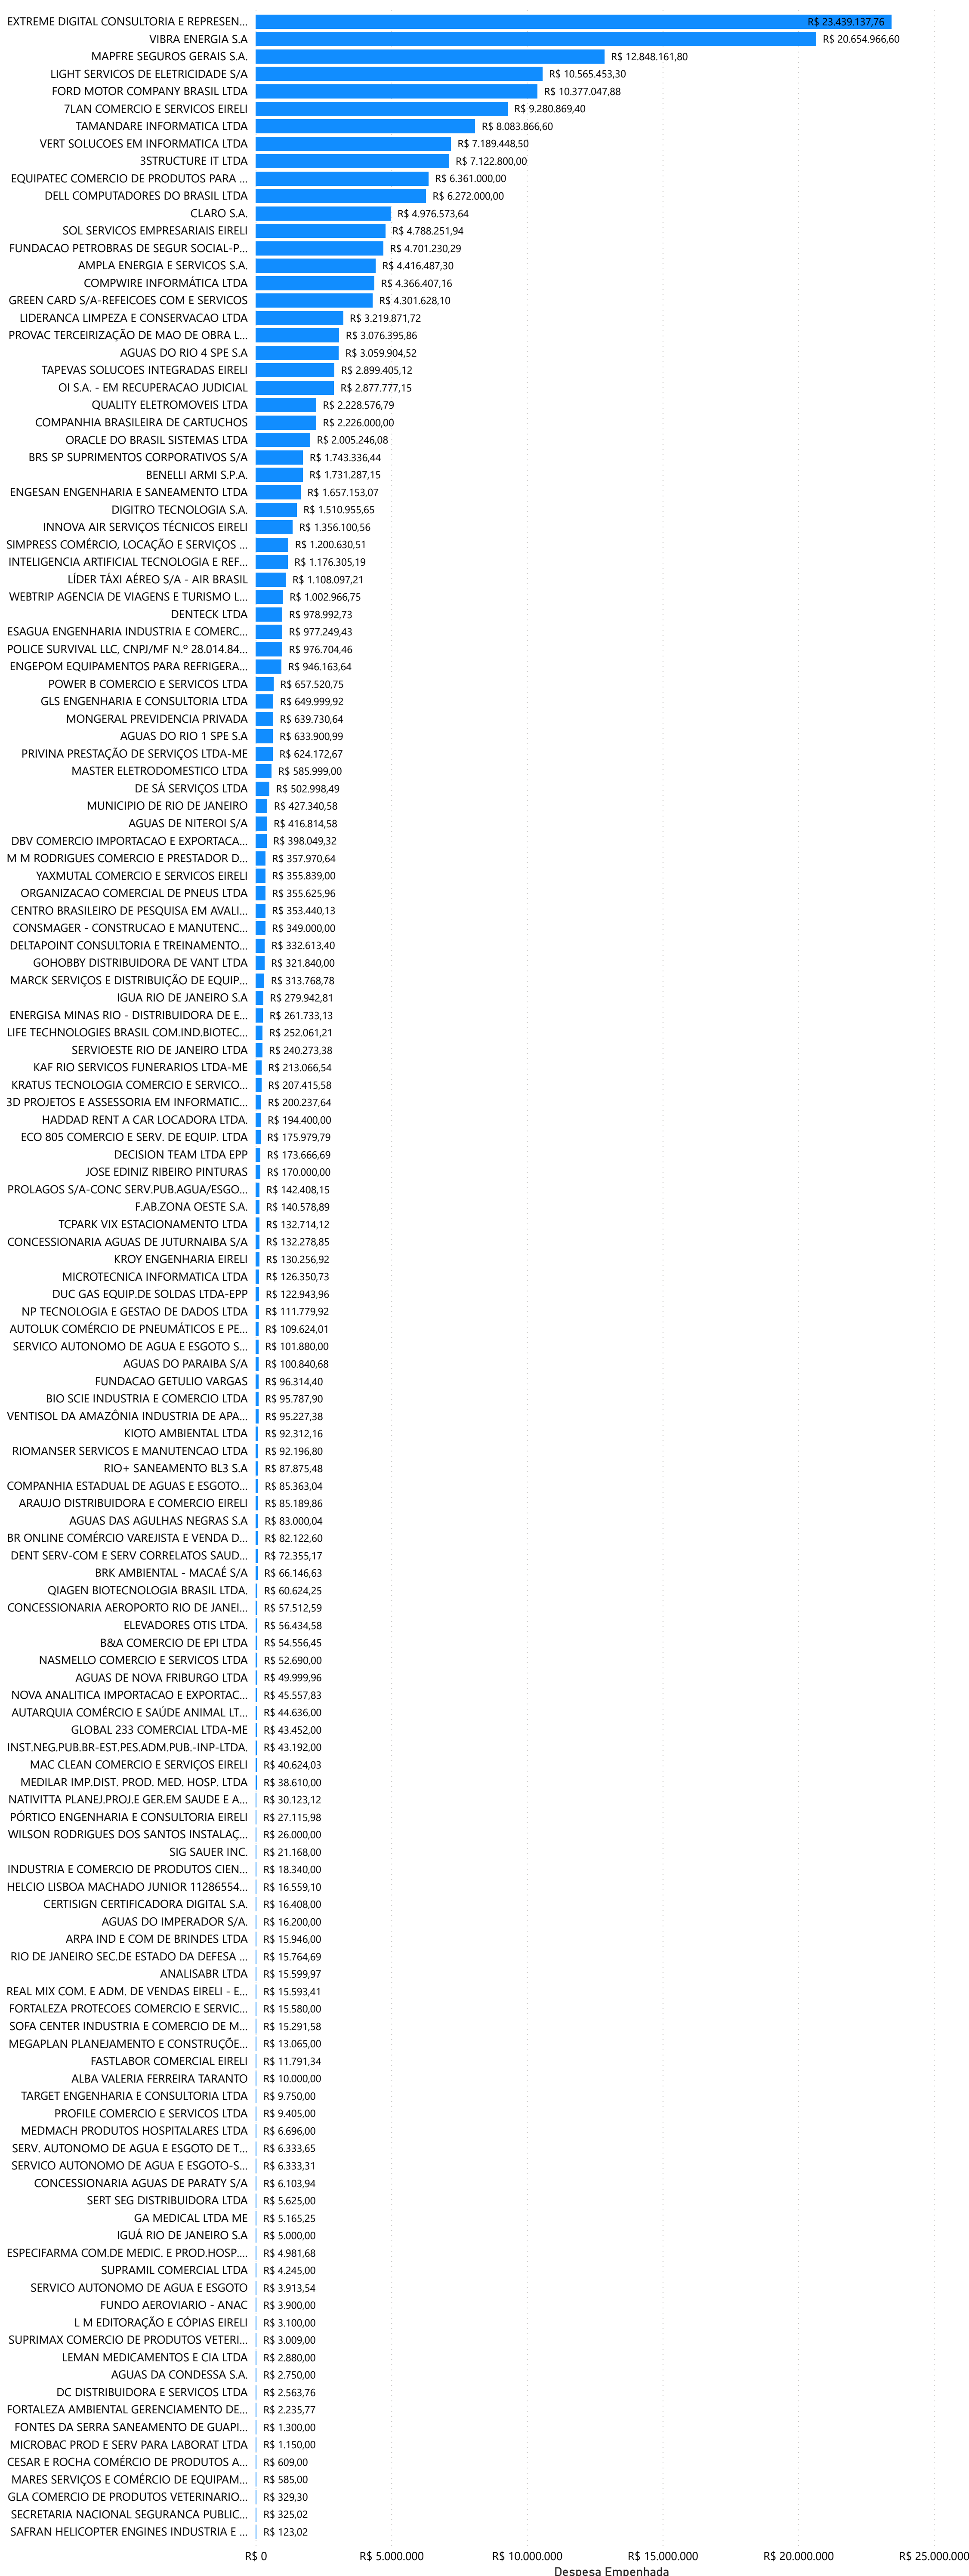 EXTREME DIGITAL CONSULTORIA E REPRESEN... R$ 23.439.137,76
VIBRA ENERGIA S.A R$ 20.654.966,60
MAPFRE SEGUROS GERAIS S.A. R$ 12.848.161,80
LIGHT SERVICOS DE ELETRICIDADE S/A R$ 10.565.453,30
FORD MOTOR COMPANY BRASIL LTDA R$ 10.377.047,88
7LAN COMERCIO E SERVICOS EIRELI R$ 9.280.869,40
TAMANDARE INFORMATICA LTDA R$ 8.083.866,60
VERT SOLUCOES EM INFORMATICA LTDA R$ 7.189.448,50
3STRUCTURE IT LTDA R$ 7.122.800,00
EQUIPATEC COMERCIO DE PRODUTOS PARA ... R$ 6.361.000,00
DELL COMPUTADORES DO BRASIL LTDA R$ 6.272.000,00
CLARO S.A. R$ 4.976.573,64
SOL SERVICOS EMPRESARIAIS EIRELI R$ 4.788.251,94
FUNDACAO PETROBRAS DE SEGUR SOCIAL-P... R$ 4.701.230,29
AMPLA ENERGIA E SERVICOS S.A. R$ 4.416.487,30
COMPWIRE INFORMÁTICA LTDA R$ 4.366.407,16
GREEN CARD S/A-REFEICOES COM E SERVICOS R$ 4.301.628,10
LIDERANCA LIMPEZA E CONSERVACAO LTDA R$ 3.219.871,72
PROVAC TERCEIRIZAÇÃO DE MAO DE OBRA L... R$ 3.076.395,86
AGUAS DO RIO 4 SPE S.A R$ 3.059.904,52
TAPEVAS SOLUCOES INTEGRADAS EIRELI R$ 2.899.405,12
OI S.A. - EM RECUPERACAO JUDICIAL R$ 2.877.777,15
QUALITY ELETROMOVEIS LTDA R$ 2.228.576,79
COMPANHIA BRASILEIRA DE CARTUCHOS R$ 2.226.000,00
ORACLE DO BRASIL SISTEMAS LTDA R$ 2.005.246,08
BRS SP SUPRIMENTOS CORPORATIVOS S/A R$ 1.743.336,44
BENELLI ARMI S.P.A. R$ 1.731.287,15
ENGESAN ENGENHARIA E SANEAMENTO LTDA R$ 1.657.153,07
DIGITRO TECNOLOGIA S.A. R$ 1.510.955,65
INNOVA AIR SERVIÇOS TÉCNICOS EIRELI R$ 1.356.100,56
SIMPRESS COMÉRCIO, LOCAÇÃO E SERVIÇOS ... R$ 1.200.630,51
INTELIGENCIA ARTIFICIAL TECNOLOGIA E REF... R$ 1.176.305,19
LÍDER TÁXI AÉREO S/A - AIR BRASIL R$ 1.108.097,21
WEBTRIP AGENCIA DE VIAGENS E TURISMO L... R$ 1.002.966,75
DENTECK LTDA R$ 978.992,73
ESAGUA ENGENHARIA INDUSTRIA E COMERC... R$ 977.249,43
POLICE SURVIVAL LLC, CNPJ/MF N.º 28.014.84... R$ 976.704,46
ENGEPOM EQUIPAMENTOS PARA REFRIGERA... R$ 946.163,64
POWER B COMERCIO E SERVICOS LTDA R$ 657.520,75
GLS ENGENHARIA E CONSULTORIA LTDA R$ 649.999,92
MONGERAL PREVIDENCIA PRIVADA R$ 639.730,64
AGUAS DO RIO 1 SPE S.A R$ 633.900,99
PRIVINA PRESTAÇÃO DE SERVIÇOS LTDA-ME R$ 624.172,67
MASTER ELETRODOMESTICO LTDA R$ 585.999,00
DE SÁ SERVIÇOS LTDA R$ 502.998,49
MUNICIPIO DE RIO DE JANEIRO R$ 427.340,58
AGUAS DE NITEROI S/A R$ 416.814,58
DBV COMERCIO IMPORTACAO E EXPORTACA... R$ 398.049,32
M M RODRIGUES COMERCIO E PRESTADOR D... R$ 357.970,64
YAXMUTAL COMERCIO E SERVICOS EIRELI R$ 355.839,00
ORGANIZACAO COMERCIAL DE PNEUS LTDA R$ 355.625,96
CENTRO BRASILEIRO DE PESQUISA EM AVALI... R$ 353.440,13
CONSMAGER - CONSTRUCAO E MANUTENC... R$ 349.000,00
DELTAPOINT CONSULTORIA E TREINAMENTO... R$ 332.613,40
GOHOBBY DISTRIBUIDORA DE VANT LTDA R$ 321.840,00
MARCK SERVIÇOS E DISTRIBUIÇÃO DE EQUIP... R$ 313.768,78
IGUA RIO DE JANEIRO S.A R$ 279.942,81
ENERGISA MINAS RIO - DISTRIBUIDORA DE E... R$ 261.733,13
LIFE TECHNOLOGIES BRASIL COM.IND.BIOTEC... R$ 252.061,21
SERVIOESTE RIO DE JANEIRO LTDA R$ 240.273,38
KAF RIO SERVICOS FUNERARIOS LTDA-ME R$ 213.066,54
KRATUS TECNOLOGIA COMERCIO E SERVICO... R$ 207.415,58
3D PROJETOS E ASSESSORIA EM INFORMATIC... R$ 200.237,64
HADDAD RENT A CAR LOCADORA LTDA. R$ 194.400,00
ECO 805 COMERCIO E SERV. DE EQUIP. LTDA R$ 175.979,79
DECISION TEAM LTDA EPP R$ 173.666,69
JOSE EDINIZ RIBEIRO PINTURAS R$ 170.000,00
PROLAGOS S/A-CONC SERV.PUB.AGUA/ESGO... R$ 142.408,15
F.AB.ZONA OESTE S.A. R$ 140.578,89
TCPARK VIX ESTACIONAMENTO LTDA R$ 132.714,12
CONCESSIONARIA AGUAS DE JUTURNAIBA S/A R$ 132.278,85
KROY ENGENHARIA EIRELI R$ 130.256,92
MICROTECNICA INFORMATICA LTDA R$ 126.350,73
DUC GAS EQUIP.DE SOLDAS LTDA-EPP R$ 122.943,96
NP TECNOLOGIA E GESTAO DE DADOS LTDA R$ 111.779,92
AUTOLUK COMÉRCIO DE PNEUMÁTICOS E PE... R$ 109.624,01
SERVICO AUTONOMO DE AGUA E ESGOTO S... R$ 101.880,00
AGUAS DO PARAIBA S/A R$ 100.840,68
FUNDACAO GETULIO VARGAS R$ 96.314,40
BIO SCIE INDUSTRIA E COMERCIO LTDA R$ 95.787,90
VENTISOL DA AMAZÔNIA INDUSTRIA DE APA... R$ 95.227,38
KIOTO AMBIENTAL LTDA R$ 92.312,16
RIOMANSER SERVICOS E MANUTENCAO LTDA R$ 92.196,80
RIO+ SANEAMENTO BL3 S.A R$ 87.875,48
COMPANHIA ESTADUAL DE AGUAS E ESGOTO... R$ 85.363,04
ARAUJO DISTRIBUIDORA E COMERCIO EIRELI R$ 85.189,86
AGUAS DAS AGULHAS NEGRAS S.A R$ 83.000,04
BR ONLINE COMÉRCIO VAREJISTA E VENDA D... R$ 82.122,60
DENT SERV-COM E SERV CORRELATOS SAUD... R$ 72.355,17
BRK AMBIENTAL - MACAÉ S/A R$ 66.146,63
QIAGEN BIOTECNOLOGIA BRASIL LTDA. R$ 60.624,25
CONCESSIONARIA AEROPORTO RIO DE JANEI... R$ 57.512,59
ELEVADORES OTIS LTDA. R$ 56.434,58
B&A COMERCIO DE EPI LTDA R$ 54.556,45
NASMELLO COMERCIO E SERVICOS LTDA R$ 52.690,00
AGUAS DE NOVA FRIBURGO LTDA R$ 49.999,96
NOVA ANALITICA IMPORTACAO E EXPORTAC... R$ 45.557,83
AUTARQUIA COMÉRCIO E SAÚDE ANIMAL LT... R$ 44.636,00
GLOBAL 233 COMERCIAL LTDA-ME R$ 43.452,00
INST.NEG.PUB.BR-EST.PES.ADM.PUB.-INP-LTDA. R$ 43.192,00
MAC CLEAN COMERCIO E SERVIÇOS EIRELI R$ 40.624,03
MEDILAR IMP.DIST. PROD. MED. HOSP. LTDA R$ 38.610,00
NATIVITTA PLANEJ.PROJ.E GER.EM SAUDE E A... R$ 30.123,12
PÓRTICO ENGENHARIA E CONSULTORIA EIRELI R$ 27.115,98
WILSON RODRIGUES DOS SANTOS INSTALAÇ... R$ 26.000,00
SIG SAUER INC. R$ 21.168,00
INDUSTRIA E COMERCIO DE PRODUTOS CIEN... R$ 18.340,00
HELCIO LISBOA MACHADO JUNIOR 11286554... R$ 16.559,10
CERTISIGN CERTIFICADORA DIGITAL S.A. R$ 16.408,00
AGUAS DO IMPERADOR S/A. R$ 16.200,00
ARPA IND E COM DE BRINDES LTDA R$ 15.946,00
RIO DE JANEIRO SEC.DE ESTADO DA DEFESA ... R$ 15.764,69
ANALISABR LTDA R$ 15.599,97
REAL MIX COM. E ADM. DE VENDAS EIRELI - E... R$ 15.593,41
FORTALEZA PROTECOES COMERCIO E SERVIC... R$ 15.580,00
SOFA CENTER INDUSTRIA E COMERCIO DE M... R$ 15.291,58
MEGAPLAN PLANEJAMENTO E CONSTRUÇÕE... R$ 13.065,00
FASTLABOR COMERCIAL EIRELI R$ 11.791,34
ALBA VALERIA FERREIRA TARANTO R$ 10.000,00
TARGET ENGENHARIA E CONSULTORIA LTDA R$ 9.750,00
PROFILE COMERCIO E SERVICOS LTDA R$ 9.405,00
MEDMACH PRODUTOS HOSPITALARES LTDA R$ 6.696,00
SERV. AUTONOMO DE AGUA E ESGOTO DE T... R$ 6.333,65
SERVICO AUTONOMO DE AGUA E ESGOTO-S... R$ 6.333,31
CONCESSIONARIA AGUAS DE PARATY S/A R$ 6.103,94
SERT SEG DISTRIBUIDORA LTDA R$ 5.625,00
GA MEDICAL LTDA ME R$ 5.165,25
IGUÁ RIO DE JANEIRO S.A R$ 5.000,00
ESPECIFARMA COM.DE MEDIC. E PROD.HOSP.... R$ 4.981,68
SUPRAMIL COMERCIAL LTDA R$ 4.245,00
SERVICO AUTONOMO DE AGUA E ESGOTO R$ 3.913,54
FUNDO AEROVIARIO - ANAC R$ 3.900,00
L M EDITORAÇÃO E CÓPIAS EIRELI R$ 3.100,00
SUPRIMAX COMERCIO DE PRODUTOS VETERI... R$ 3.009,00
LEMAN MEDICAMENTOS E CIA LTDA R$ 2.880,00
AGUAS DA CONDESSA S.A. R$ 2.750,00
DC DISTRIBUIDORA E SERVICOS LTDA R$ 2.563,76
FORTALEZA AMBIENTAL GERENCIAMENTO DE... R$ 2.235,77
FONTES DA SERRA SANEAMENTO DE GUAPI... R$ 1.300,00
MICROBAC PROD E SERV PARA LABORAT LTDA R$ 1.150,00
CESAR E ROCHA COMÉRCIO DE PRODUTOS A... R$ 609,00
MARES SERVIÇOS E COMÉRCIO DE EQUIPAM... R$ 585,00
GLA COMERCIO DE PRODUTOS VETERINARIO... R$ 329,30
SECRETARIA NACIONAL SEGURANCA PUBLIC... R$ 325,02
SAFRAN HELICOPTER ENGINES INDUSTRIA E ... R$ 123,02
R$ 0 R$ 5.000.000 R$ 10.000.000 R$ 15.000.000 R$ 20.000.000 R$ 25.000.000
Despesa Empenhada